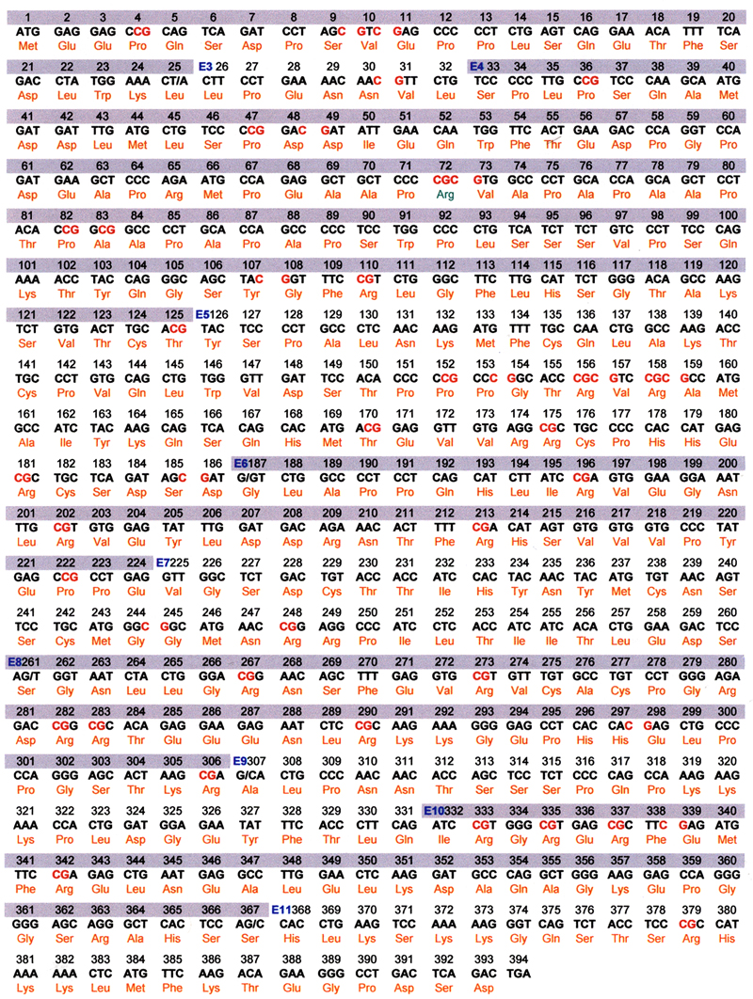 1 2 3 4 5 6 7 8 9 10 11 12 13 14 15 16 17 18 19 20
ATG GAG GAG CCG CAG TCA GAT CCT AGC GTC GAG CCC CCT CTG AGT CAG GAA ACA TTT TCA
Met Glu Glu Pro Gln Ser Asp Pro Ser Val Glu Pro Pro Leu Ser Gln Glu Thr Phe Ser
21 22 23 24 25 E3 26 27 28 29 30 31 32 E4 33 34 35 36 37 38 39 40
GAC CTA TGG AAA CT/A CTT CCT GAA AAC AAC GTT CTG TCC CCC TTG CCG TCC CAA GCA ATG
Asp Leu Trp Lys Leu Leu Pro Glu Asn Asn Val Leu Ser Pro Leu Pro Ser Gln Ala Met
41 42 43 44 45 46 47 48 49 50 51 52 53 54 55 56 57 58 59 60
GAT GAT TTG ATG CTG TCC CCG GAC GAT ATT GAA CAA TGG TTC ACT GAA GAC CCA GGT CCA
Asp Asp Leu Met Leu Ser Pro Asp Asp Ile Glu Gln Trp Phe Thr Glu Asp Pro Gly Pro
61 62 63 64 65 66 67 68 69 70 71 72 73 74 75 76 77 78 79 80
GAT GAA GCT CCC AGA ATG CCA GAG GCT GCT CCC CGC GTG GCC CCT GCA CCA GCA GCT CCT
Asp Glu Ala Pro Arg Met Pro Glu Ala Ala Pro Arg Val Ala Pro Ala Pro Ala Ala Pro
81 82 83 84 85 86 87 88 89 90 91 92 93 94 95 96 97 98 99 100
ACA CCG GCG GCC CCT GCA CCA GCC CCC TCC TGG CCC CTG TCA TCT TCT GTC CCT TCC CAG
Thr Pro Ala Ala Pro Ala Pro Ala Pro Ser Trp Pro Leu Ser Ser Ser Val Pro Ser Gln
101 102 103 104 105 106 107 108 109 110 111 112 113 114 115 116 117 118 119 120
AAA ACC TAC CAG GGC AGC TAC GGT TTC CGT CTG GGC TTC TTG CAT TCT GGG ACA GCC AAG
Lys Thr Tyr Gln Gly Ser Tyr Gly Phe Arg Leu Gly Phe Leu His Ser Gly Thr Ala Lys
121 122 123 124 125 E5126 127 128 129 130 131 132 133 134 135 136 137 138 139 140
TCT GTG ACT TGC ACG TAC TCC CCT GCC CTC AAC AAG ATG TTT TGC CAA CTG GCC AAG ACC
Ser Val Thr Cys Thr Tyr Ser Pro Ala Leu Asn Lys Met Phe Cys Gln Leu Ala Lys Thr
141 142 143 144 145 146 147 148 149 150 151 152 153 154 155 156 157 158 159 160
TGC CCT GTG CAG CTG TGG GTT GAT TCC ACA CCC CCG CCC GGC ACC CGC GTC CGC GCC ATG
Cys Pro Val Gln Leu Trp Val Asp Ser Thr Pro Pro Pro Gly Thr Arg Val Arg Ala Met
161 162 163 164 165 166 167 168 169 170 172 172 173 174 175 176 177 178 179 180
GCC ATC TAC AAG CAG TCA CAG CAC ATG ACG GAG GTT GTG AGG CGC TGC CCC CAC CAT GAG
Ala Ile Tyr Lys Gln Ser Gln His Met Thr Glu Val Val Arg Arg Cys Pro His His Glu
181 182 183 184 185 186 E6187 188 189 190 191 192 193 194 195 196 197 198 199 200
CGC TGC TCA GAT AGC GAT G/GT CTG GCC CCT CCT CAG CAT CTT ATC CGA GTG GAA GGA AAT
Arg Cys Ser Asp Ser Asp Gly Leu Ala Pro Pro Gln His Leu Ile Arg Val Glu Gly Asn
201 202 203 204 205 206 207 208 209 210 211 212 213 214 215 216 217 218 219 220
TTG CGT GTG GAG TAT TTG GAT GAC AGA AAC ACT TTT CGA CAT AGT GTG GTG GTG CCC TAT
Leu Arg Val Glu Tyr Leu Asp Asp Arg Asn Thr Phe Arg His Ser Val Val Val Pro Tyr
221 222 223 224 E7225 226 227 228 229 230 231 232 233 234 235 236 237 238 239 240
GAG CCG CCT GAG GTT GGC TCT GAC TGT ACC ACC ATC CAC TAC AAC TAC ATG TGT AAC AGT
Glu Pro Pro Glu Val Gly Ser Asp Cys Thr Thr Ile His Tyr Asn Tyr Met Cys Asn Ser
241 242 243 244 245 246 247 248 249 250 251 252 253 254 255 256 257 258 259 260
TCC TGC ATG GGC GGC ATG AAC CGG AGG CCC ATC CTC ACC ATC ATC ACA CTG GAA GAC TCC
Ser Cys Met Gly Gly Met Asn Arg Arg Pro Ile Leu Thr Ile Ile Thr Leu Glu Asp Ser
E8261 262 263 264 265 266 267 268 269 270 271 272 273 274 275 276 277 278 279 280
AG/T GGT AAT CTA CTG GGA CGG AAC AGC TTT GAG GTG CGT GTT TGT GCC TGT CCT GGG AGA
Ser Gly Asn Leu Leu Gly Arg Asn Ser Phe Glu Val Arg Val Cys Ala Cys Pro Gly Arg
281 282 283 284 285 286 287 288 289 290 291 292 293 294 295 296 297 298 299 300
GAC CGG CGC ACA GAG GAA GAG AAT CTC CGC AAG AAA GGG GAG CCT CAC CAC GAG CTG CCC
Asp Arg Arg Thr Glu Glu Glu Asn Leu Arg Lys Lys Gly Glu Pro His His Glu Leu Pro
301 302 303 304 305 306 E9307 308 309 310 311 312 313 314 315 316 317 318 319 320
CCA GGG AGC ACT AAG CGA G/CA CTG CCC AAC AAC ACC AGC TCC TCT CCC CAG CCA AAG AAG
Pro Gly Ser Thr Lys Arg Ala Leu Pro Asn Asn Thr Ser Ser Ser Pro Gln Pro Lys Lys
321 322 323 324 325 326 327 328 329 330 331 E10332 333 334 335 336 337 338 339 340
AAA CCA CTG GAT GGA GAA TAT TTC ACC CTT CAG ATC CGT GGG CGT GAG CGC TTC GAG ATG
Lys Pro Leu Asp Gly Glu Tyr Phe Thr Leu Gln Ile Arg Gly Arg Glu Arg Phe Glu Met
341 342 343 344 345 346 347 348 349 350 351 352 353 354 355 356 357 358 359 360
TTC CGA GAG CTG AAT GAG GCC TTG GAA CTC AAG GAT GCC CAG GCT GGG AAG GAG CCA GGG
Phe Arg Glu Leu Asn Glu Ala Leu Glu Leu Lys Asp Ala Gln Ala Gly Lys Glu Pro Gly
361 362 363 364 365 366 367 E11368 369 370 371 372 373 374 375 376 377 378 379 380
GGG AGC AGG GCT CAC TCC AG/C CAC CTG AAG TCC AAA AAG GGT CAG TCT ACC TCC CGC CAT
Gly Ser Arg Ala His Ser Ser His Leu Lys Ser Lys Lys Gly Gln Ser Thr Ser Arg His
381 382 383 384 385 386 387 388 389 390 391 392 393 394
AAA AAA CTC ATG TTC AAG ACA GAA GGG CCT GAC TCA GAC TGA
Lys Lys Leu Met Phe Lys Thr Glu Gly Pro Asp Ser Asp